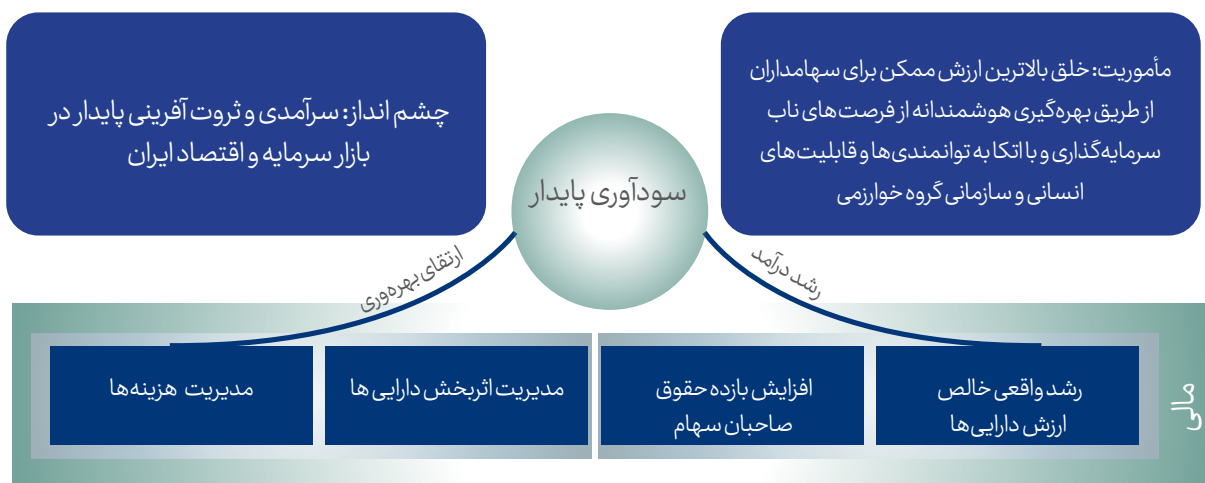 مأموریت: خلق بالاترین ارزش ممکن برای سهامداران
از طریق بهره‌گیری هوشمندانه از فرصت‌های ناب
سرمایه‌گذاری و با اتکا به توانمندی‌ها و قابلیت‌های
انسانی و سازمانی گروه خوارزمی
چشم انداز: سرآمدی و ثروت آفرینی پایدار در
بازار سرمایه و اقتصاد ایران
سودآوری پایدار
رشد درآمد
ارتقای بهره‌وری
مالی
رشد واقعی خالص
ارزش دارایی‌ها
افزایش بازده حقوق
صاحبان سهام
مدیریت اثربخش دارایی ها
مدیریت هزینه‌ها